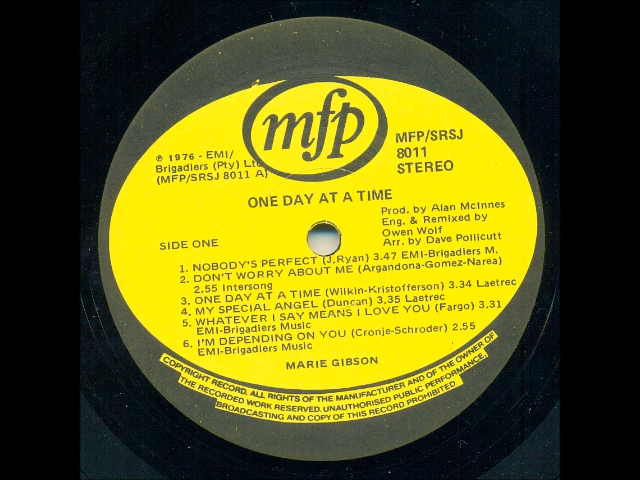 mfp
MFP/SRSJ
8011
STEREO
℗ 1976 - EMI/
Brigadiers (Pty) Ltd
(MFP/SRSJ 8011 A)
ONE DAY AT A TIME
Prod. by Alan McInnes
Eng. & Remixed by
Owen Wolf
Arr. by Dave Pollicutt
SIDE ONE
1. NOBODY'S PERFECT (J.Ryan) 3.47 EMI-Brigadiers M.
2. DON'T WORRY ABOUT ME (Argandona-Gomez-Narea)
2.55 Intersong
3. ONE DAY AT A TIME (Wilkin-Kristofferson) 3.34 Laetrec
4. MY SPECIAL ANGEL (Duncan) 3.35 Laetrec
5. WHATEVER I SAY MEANS I LOVE YOU (Fargo) 3.31
EMI-Brigadiers Music
6. I'M DEPENDING ON YOU (Cronje-Schroder) 2.55
EMI-Brigadiers Music
MARIE GIBSON
COPYRIGHT RECORD. ALL RIGHTS OF THE MANUFACTURER AND OF THE OWNER OF
THE RECORDED WORK RESERVED. UNAUTHORISED PUBLIC PERFORMANCE,
BROADCASTING AND COPY OF THIS RECORD PROHIBITED